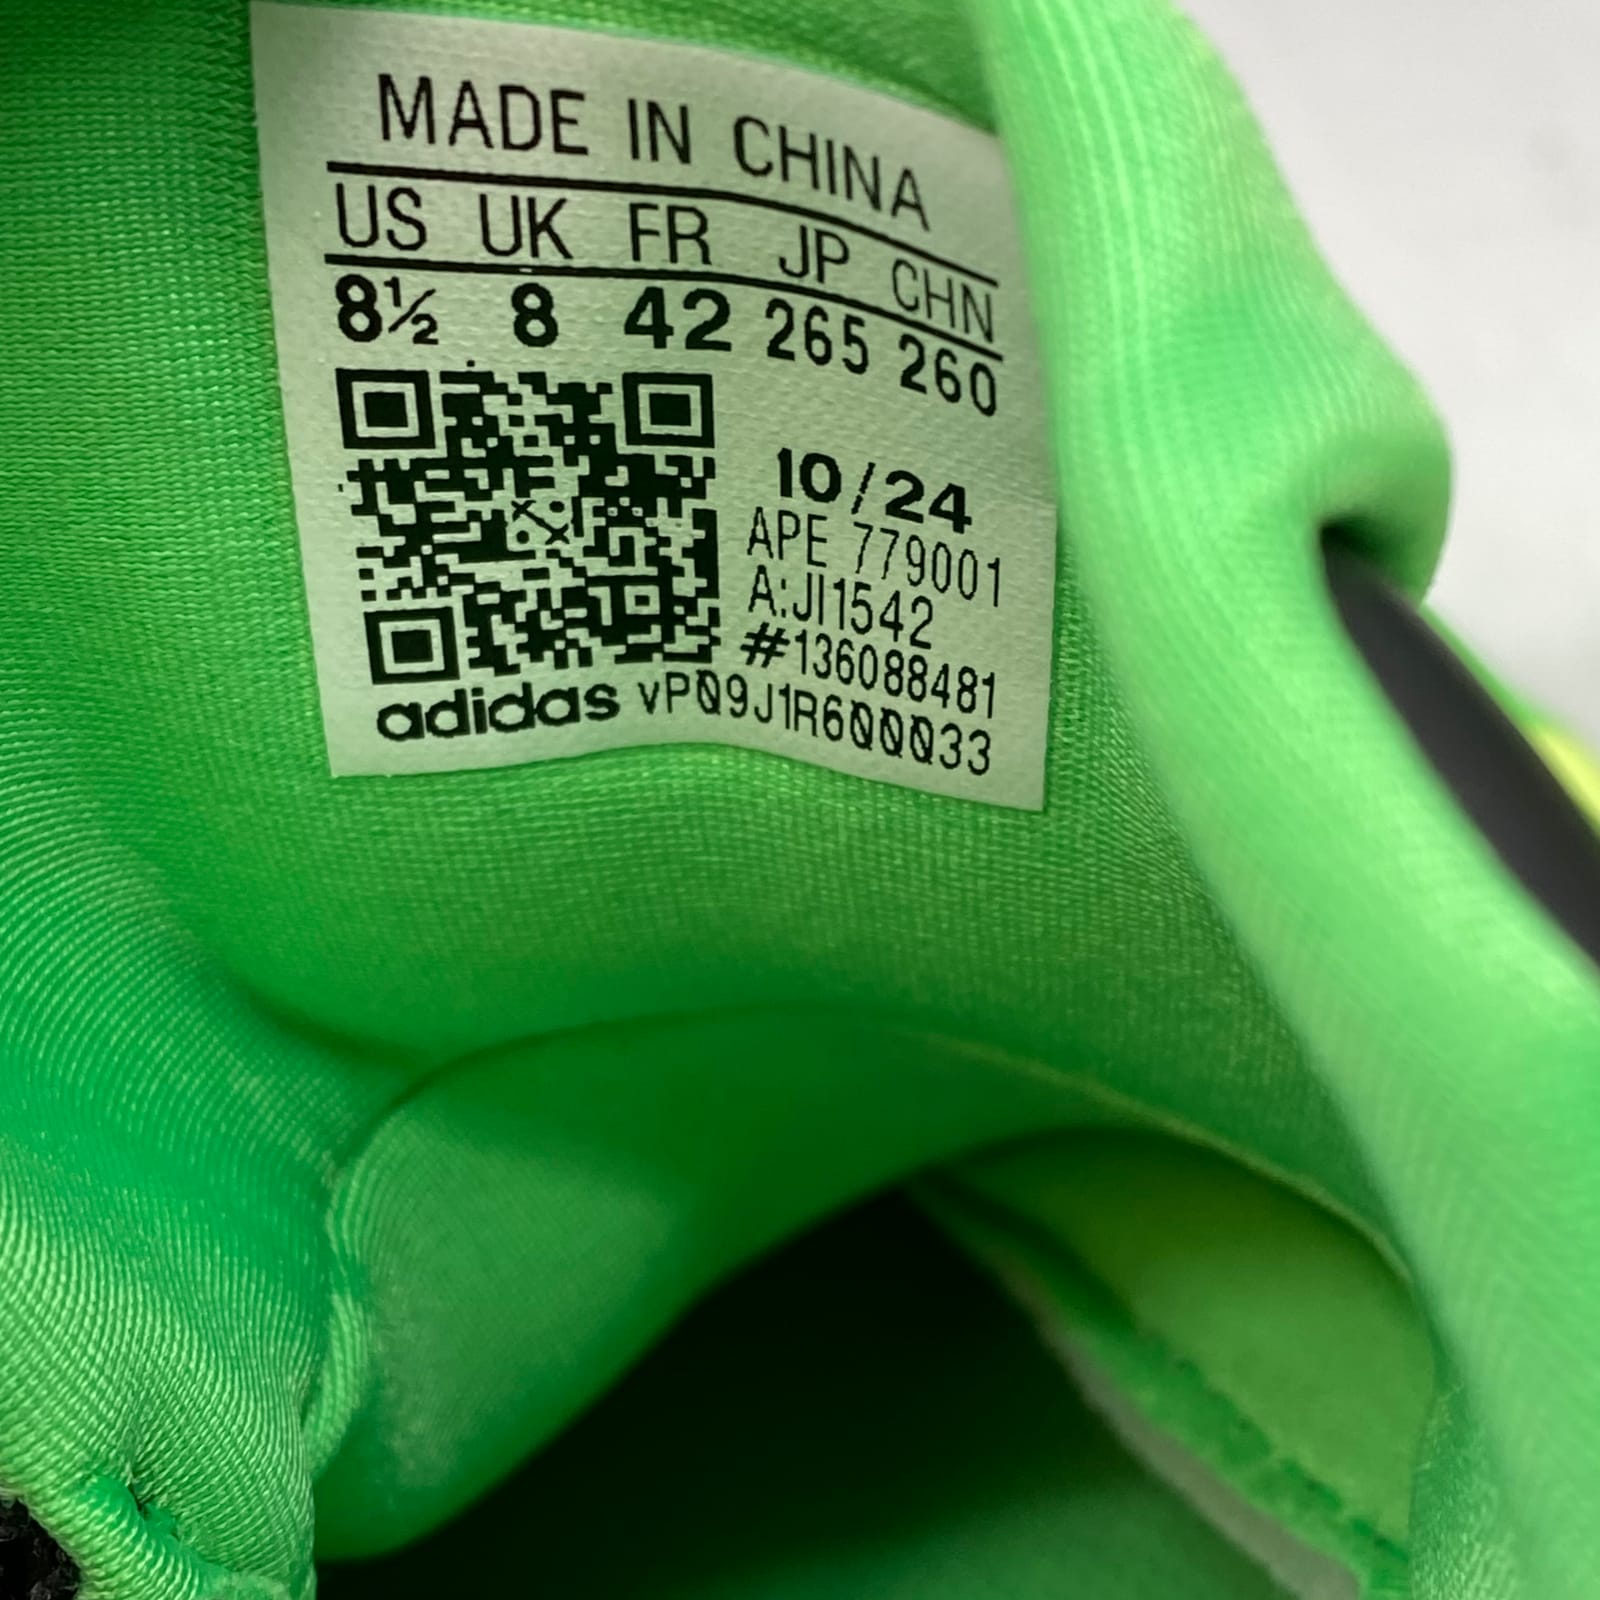 MADE IN CHINA
US UK FR JP CHN
8½ 8 42 265 260
10/24
APE 779001
A:JI1542
#136088481
adidas vP09J1R600033